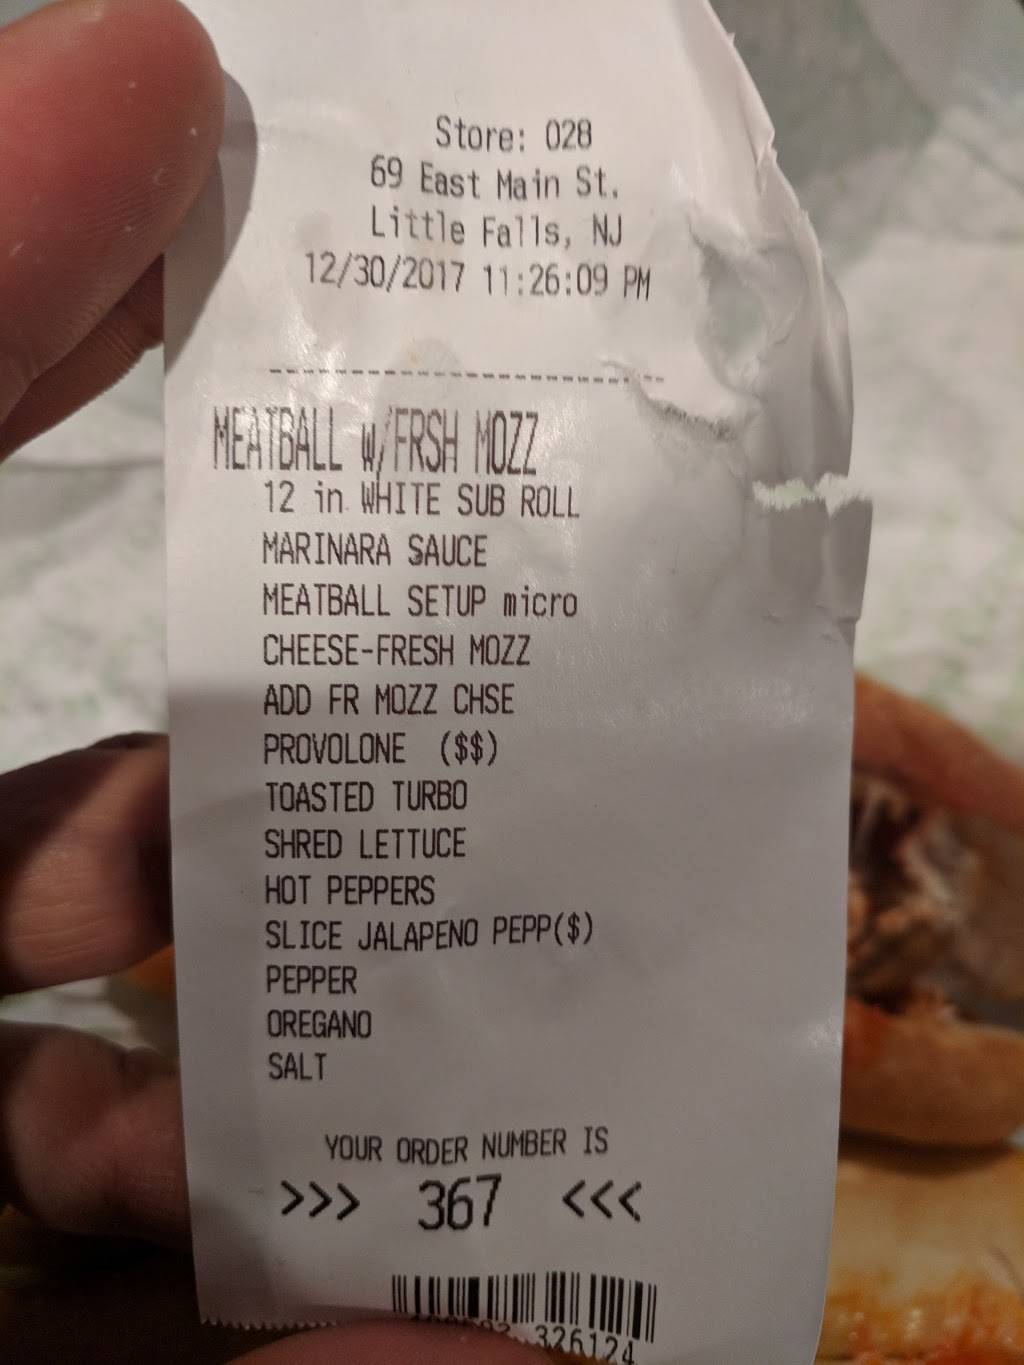 Store: 028
69 East Main St.
Little Falls, NJ
12/30/2017 11:26:09 PM
------------------------------
MEATBALL w/FRSH MOZZ
12 in WHITE SUB ROLL
MARINARA SAUCE
MEATBALL SETUP micro
CHEESE-FRESH MOZZ
ADD FR MOZZ CHSE
PROVOLONE ($$)
TOASTED TURBO
SHRED LETTUCE
HOT PEPPERS
SLICE JALAPENO PEPP($)
PEPPER
OREGANO
SALT
YOUR ORDER NUMBER IS
>>> 367 <<<
326124